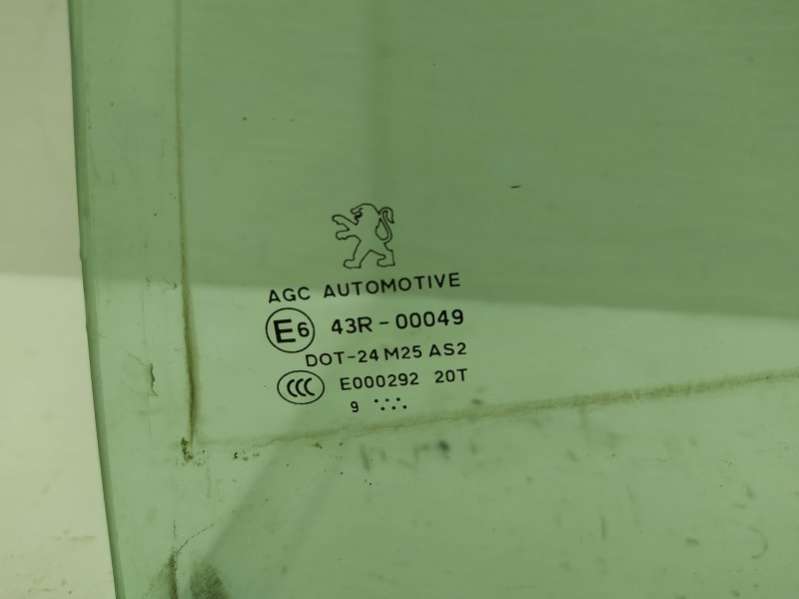 AGC AUTOMOTIVE
E6 43R-00049
DOT-24 M25 AS2
CCC E000292 20T
9